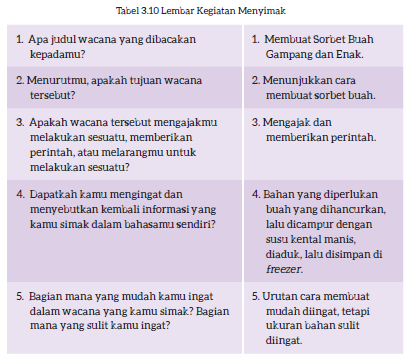 Tabel 3.10 Lembar Kegiatan Menyimak
1. Apa judul wacana yang dibacakan
kepadamu?
1. Membuat Sorbet Buah
Gampang dan Enak.
2. Menurutmu, apakah tujuan wacana
tersebut?
2. Menunjukkan cara
membuat sorbet buah.
3. Apakah wacana tersebut mengajakmu
melakukan sesuatu, memberikan
perintah, atau melarangmu untuk
melakukan sesuatu?
3. Mengajak dan
memberikan perintah.
4. Dapatkah kamu mengingat dan
menyebutkan kembali informasi yang
kamu simak dalam bahasamu sendiri?
4. Bahan yang diperlukan
buah yang dihancurkan,
lalu dicampur dengan
susu kental manis,
diaduk, lalu disimpan di
freezer.
5. Bagian mana yang mudah kamu ingat
dalam wacana yang kamu simak? Bagian
mana yang sulit kamu ingat?
5. Urutan cara membuat
mudah diingat, tetapi
ukuran bahan sulit
diingat.